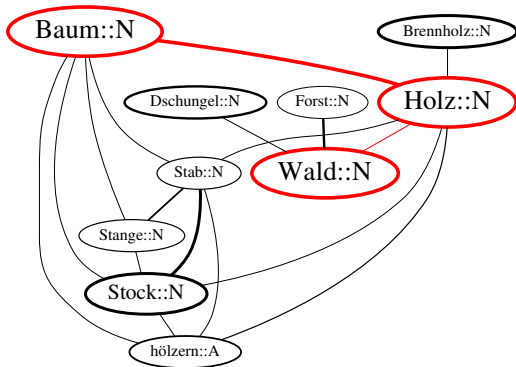 Baum::N
Brennholz::N
Dschungel::N
Forst::N
Holz::N
Stab::N
Wald::N
Stange::N
Stock::N
hölzern::A